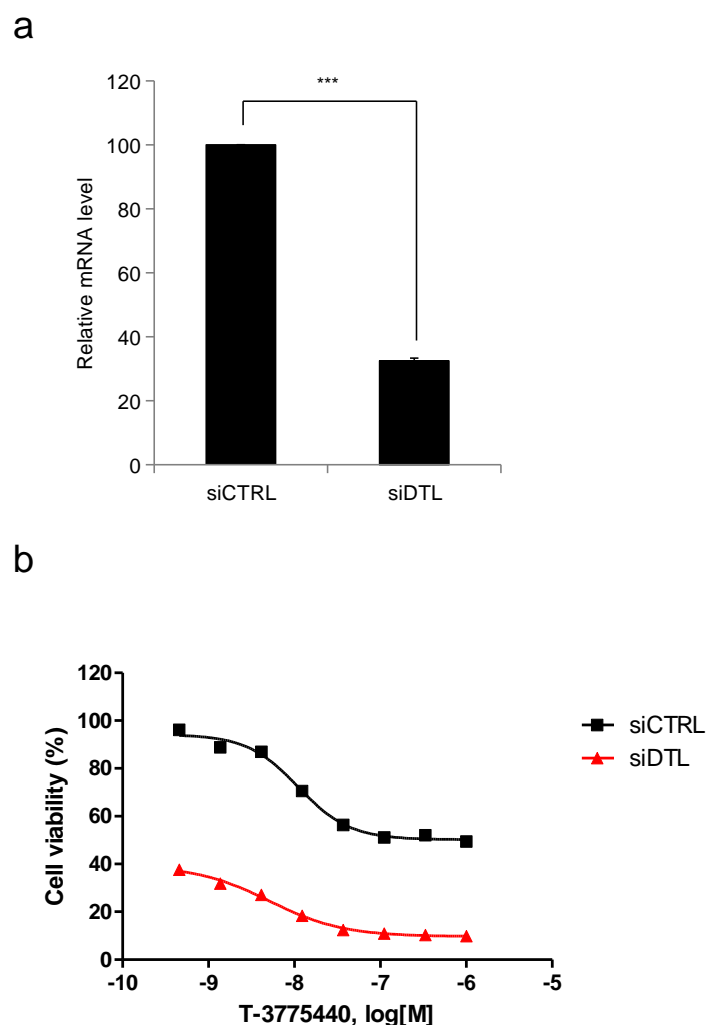 a
120
100
80
60
40
20
0
Relative mRNA level
***
siCTRL siDTL
b
120
100
80
60
40
20
0
Cell viability (%)
-10 -9 -8 -7 -6 -5
T-3775440, log[M]
siCTRL
siDTL